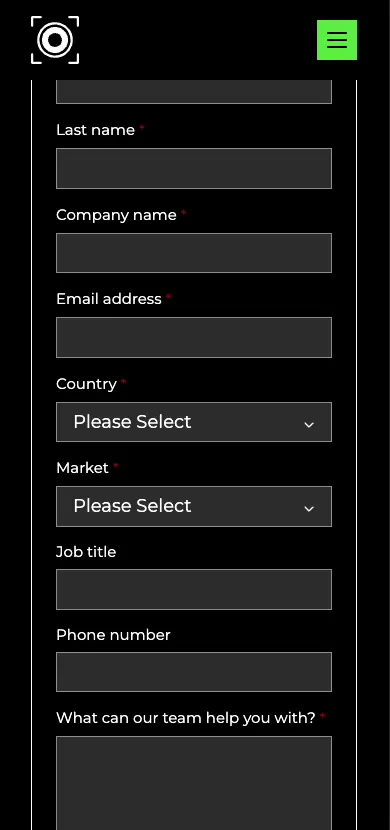 Last name *
Company name *
Email address *
Country *
Please Select
Market *
Please Select
Job title
Phone number
What can our team help you with? *